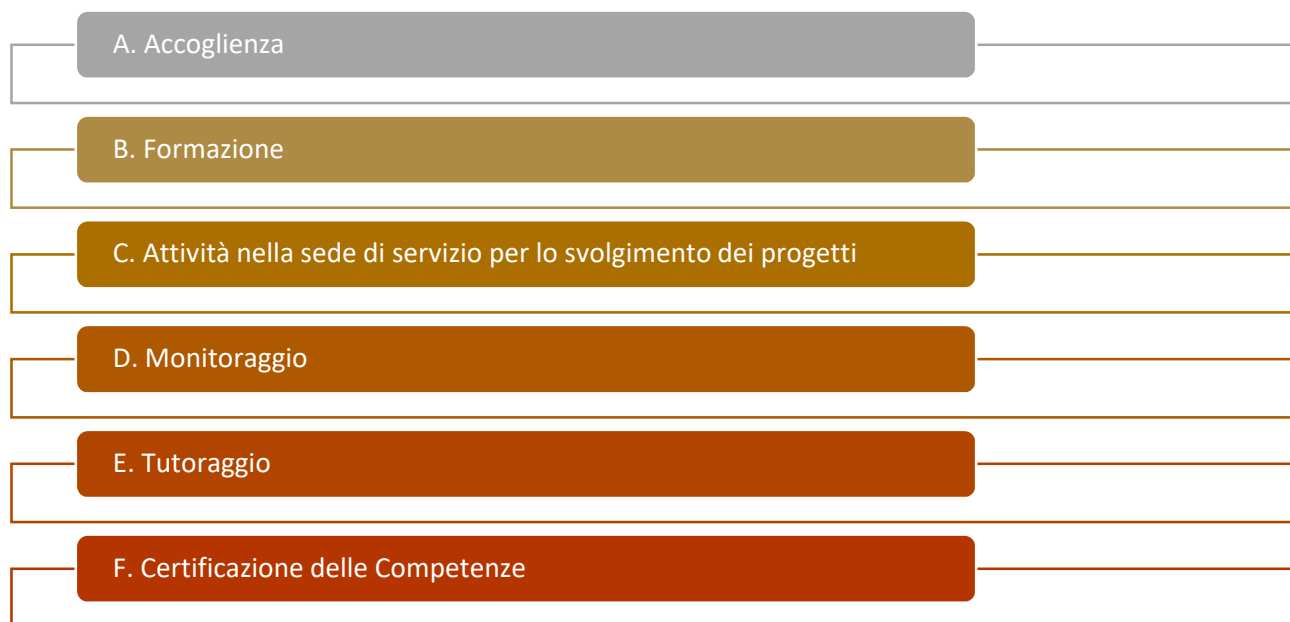 A. Accoglienza
B. Formazione
C. Attività nella sede di servizio per lo svolgimento dei progetti
D. Monitoraggio
E. Tutoraggio
F. Certificazione delle Competenze